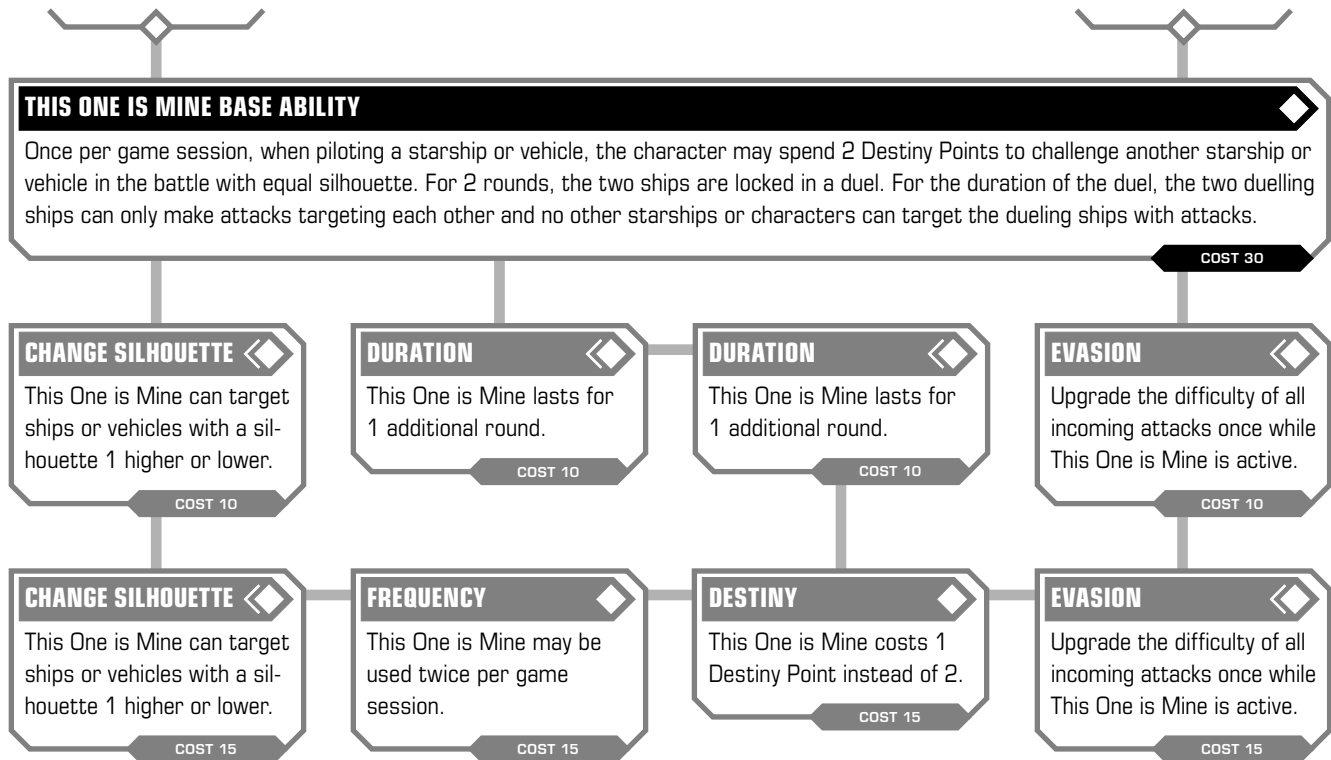 THIS ONE IS MINE BASE ABILITY
Once per game session, when piloting a starship or vehicle, the character may spend 2 Destiny Points to challenge another starship or
vehicle in the battle with equal silhouette. For 2 rounds, the two ships are locked in a duel. For the duration of the duel, the two duelling
ships can only make attacks targeting each other and no other starships or characters can target the dueling ships with attacks.
COST 30
CHANGE SILHOUETTE
This One is Mine can target
ships or vehicles with a sil-
houette 1 higher or lower.
COST 10
DURATION
This One is Mine lasts for
1 additional round.
COST 10
DURATION
This One is Mine lasts for
1 additional round.
COST 10
EVASION
Upgrade the difficulty of all
incoming attacks once while
This One is Mine is active.
COST 10
CHANGE SILHOUETTE
This One is Mine can target
ships or vehicles with a sil-
houette 1 higher or lower.
COST 15
FREQUENCY
This One is Mine may be
used twice per game
session.
COST 15
DESTINY
This One is Mine costs 1
Destiny Point instead of 2.
COST 15
EVASION
Upgrade the difficulty of all
incoming attacks once while
This One is Mine is active.
COST 15